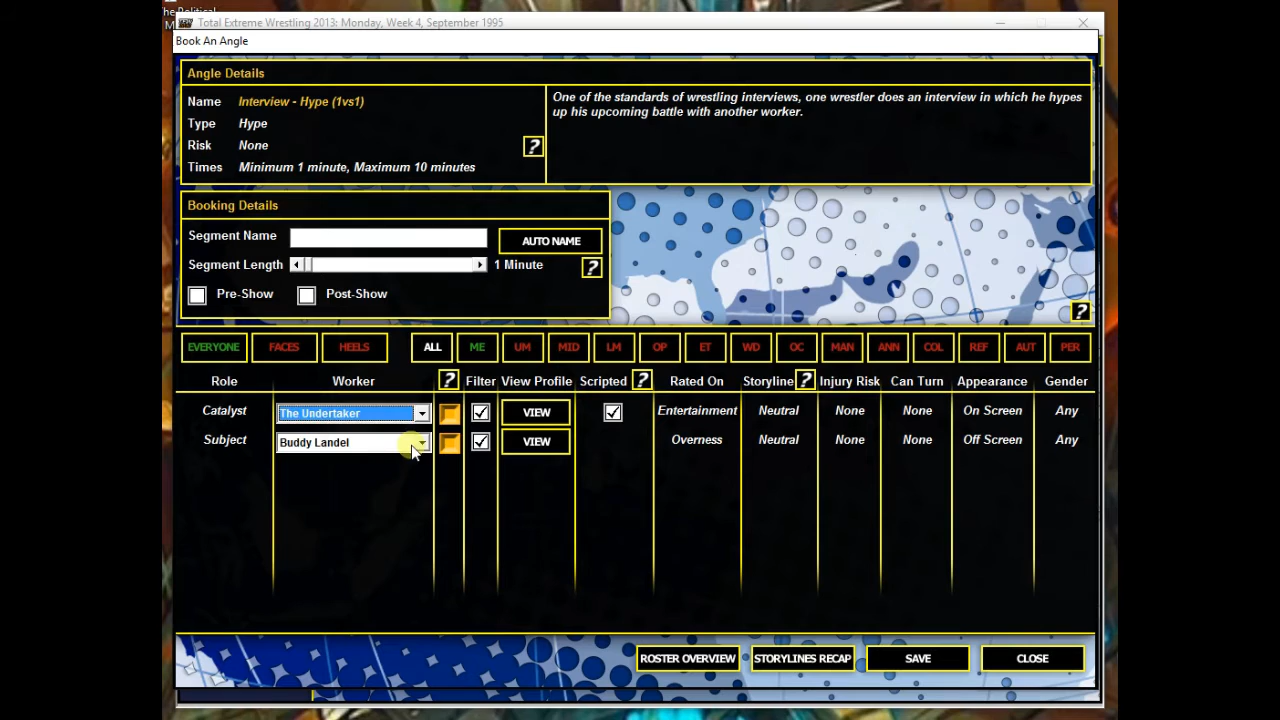 he Political
M
Total Extreme Wrestling 2013: Monday, Week 4, September 1995
Book An Angle
Angle Details
Name Interview - Hype (1vs1)
Type Hype
Risk None
?
Times Minimum 1 minute, Maximum 10 minutes
One of the standards of wrestling interviews, one wrestler does an interview in which he hypes
up his upcoming battle with another worker.
Booking Details
Segment Name AUTO NAME
Segment Length 1 Minute ?
Pre-Show Post-Show
?
EVERYONE FACES HEELS ALL ME UM MID LM OP ET WD OC MAN ANN COL REF AUT PER
Role Worker ? Filter View Profile Scripted ? Rated On Storyline ? Injury Risk Can Turn Appearance Gender
Catalyst The Undertaker VIEW Entertainment Neutral None None On Screen Any
Subject Buddy Landel VIEW Overness Neutral None None Off Screen Any
ROSTER OVERVIEW STORYLINES RECAP SAVE CLOSE